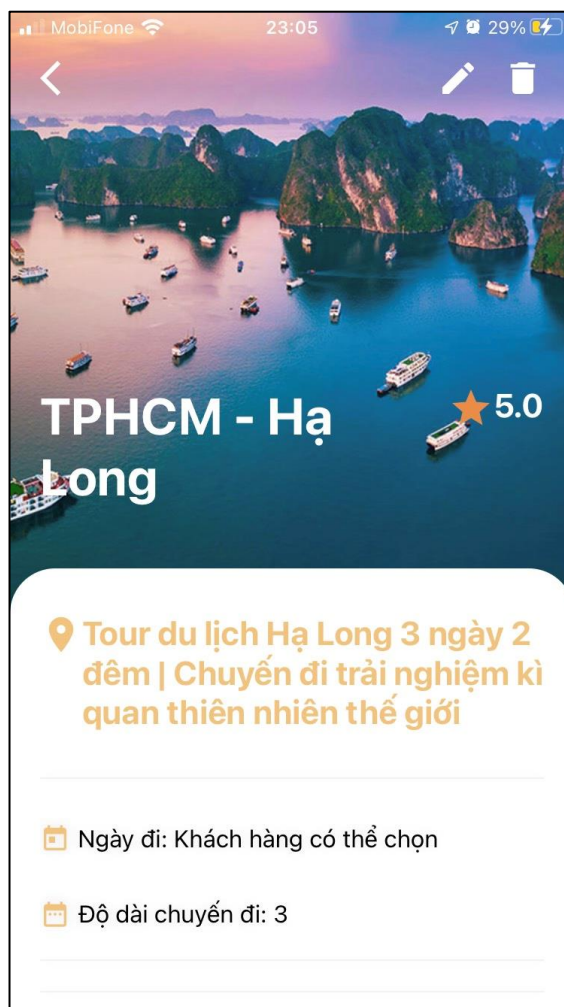 MobiFone 23:05 29%
TPHCM - Hạ
Long
5.0
Tour du lịch Hạ Long 3 ngày 2
đêm | Chuyến đi trải nghiệm kì
quan thiên nhiên thế giới
Ngày đi: Khách hàng có thể chọn
Độ dài chuyến đi: 3